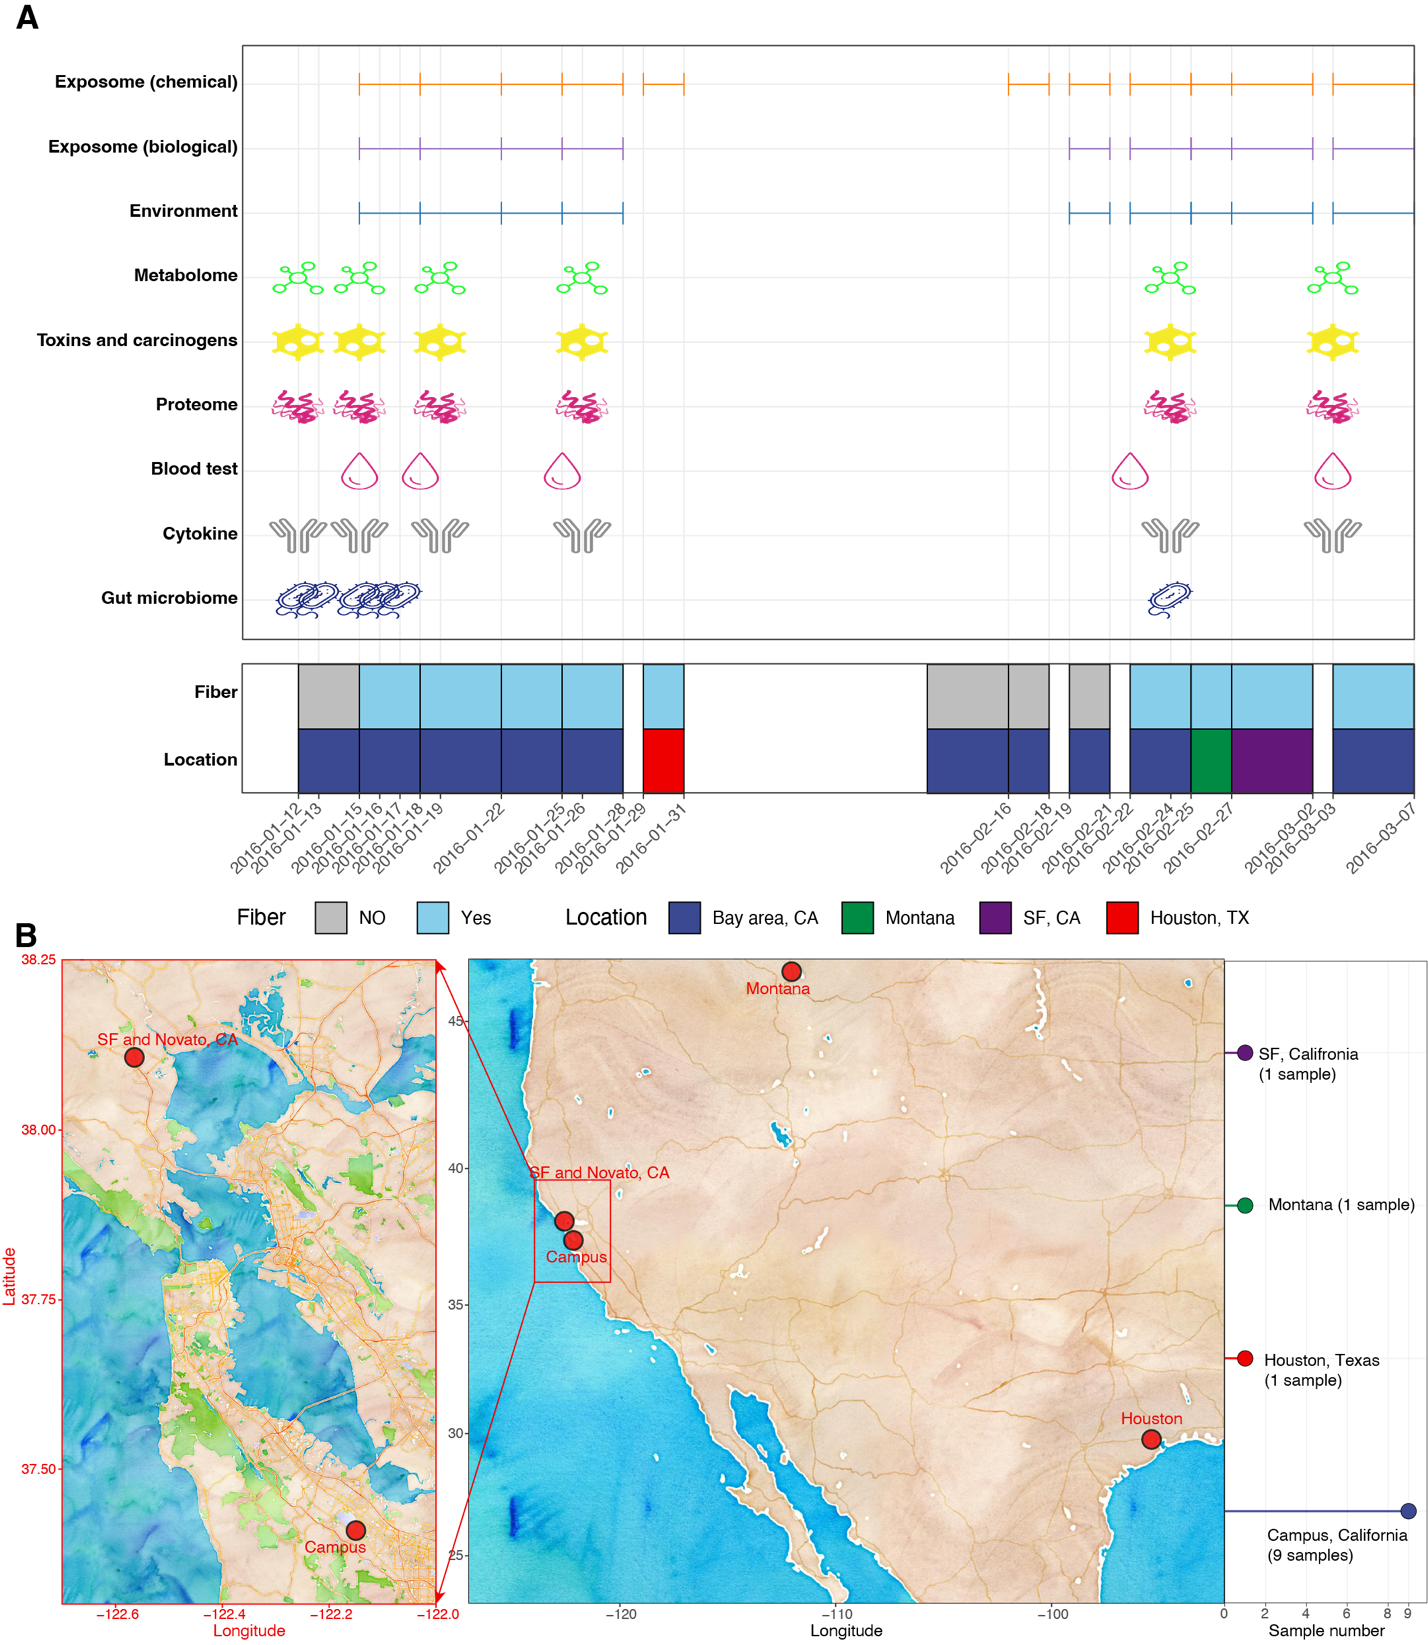 A
Exposome (chemical)
Exposome (biological)
Environment
Metabolome
Toxins and carcinogens
Proteome
Blood test
Cytokine
Gut microbiome
Fiber
Location
2016−01−12
2016−01−13
2016−01−15
2016−01−16
2016−01−17
2016−01−18
2016−01−19
2016−01−22
2016−01−25
2016−01−26
2016−01−28
2016−01−29
2016−01−31
2016−02−16
2016−02−18
2016−02−19
2016−02−21
2016−02−22
2016−02−24
2016−02−25
2016−02−27
2016−03−02
2016−03−03
2016−03−07
Fiber NO Yes Location Bay area, CA Montana SF, CA Houston, TX
B
38.25
38.00
37.75
37.50
Latitude
SF and Novato, CA
Campus
−122.6 −122.4 −122.2 −122.0
Longitude
45
40
35
30
25
Montana
SF and Novato, CA
Campus
Houston
−120 −110 −100
Longitude
SF, Califronia
(1 sample)
Montana (1 sample)
Houston, Texas
(1 sample)
Campus, California
(9 samples)
0 2 4 6 8 9
Sample number